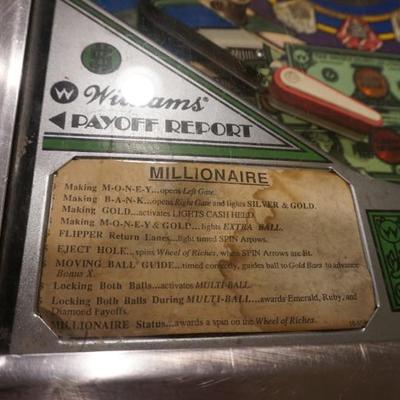 W Williams®
PAYOFF REPORT
MILLIONAIRE
Making M-O-N-E-Y...opens Left Gate.
Making B-A-N-K...opens Right Gate and lights SILVER & GOLD.
Making GOLD...activates LIGHTS CASH HELD.
Making M-O-N-E-Y & GOLD...lights EXTRA BALL.
FLIPPER Return Lanes...light timed SPIN Arrows.
EJECT HOLE...spins Wheel of Riches, when SPIN Arrows are lit.
MOVING BALL GUIDE...timed correctly, guides ball to Gold Bars to advance
Bonus X.
Locking Both Balls...activates MULTI-BALL.
Locking Both Balls During MULTI-BALL...awards Emerald, Ruby, and
Diamond Payoffs.
MILLIONAIRE Status...awards a spin on the Wheel of Riches.